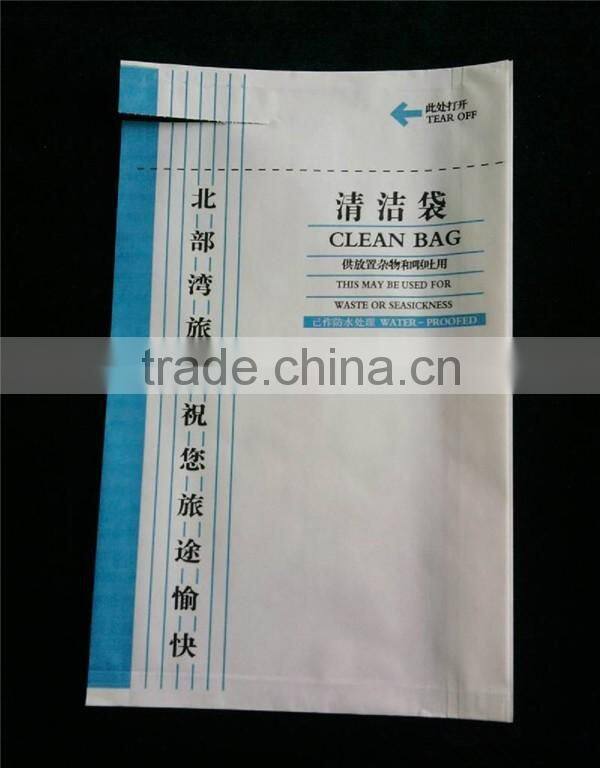 此处打开
TEAR OFF
清洁袋
CLEAN BAG
供放置杂物和呕吐用
THIS MAY BE USED FOR
WASTE OR SEASICKNESS
已作防水处理 WATER-PROOFED
北部湾旅
祝您旅途愉快
trade.china.cn